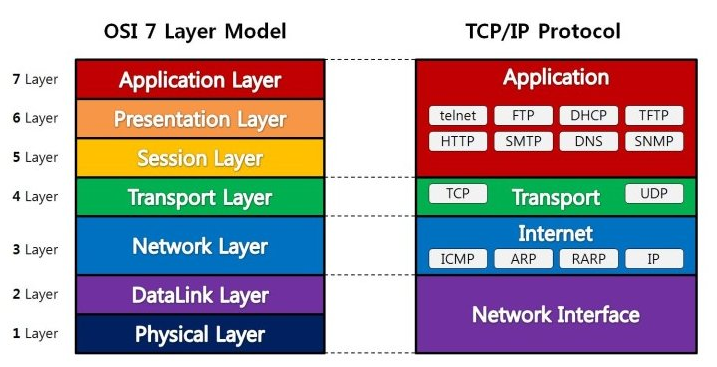 OSI 7 Layer Model
7 Layer
Application Layer
6 Layer
Presentation Layer
5 Layer
Session Layer
4 Layer
Transport Layer
3 Layer
Network Layer
2 Layer
DataLink Layer
1 Layer
Physical Layer
TCP/IP Protocol
Application
telnet FTP DHCP TFTP
HTTP SMTP DNS SNMP
TCP Transport UDP
Internet
ICMP ARP RARP IP
Network Interface